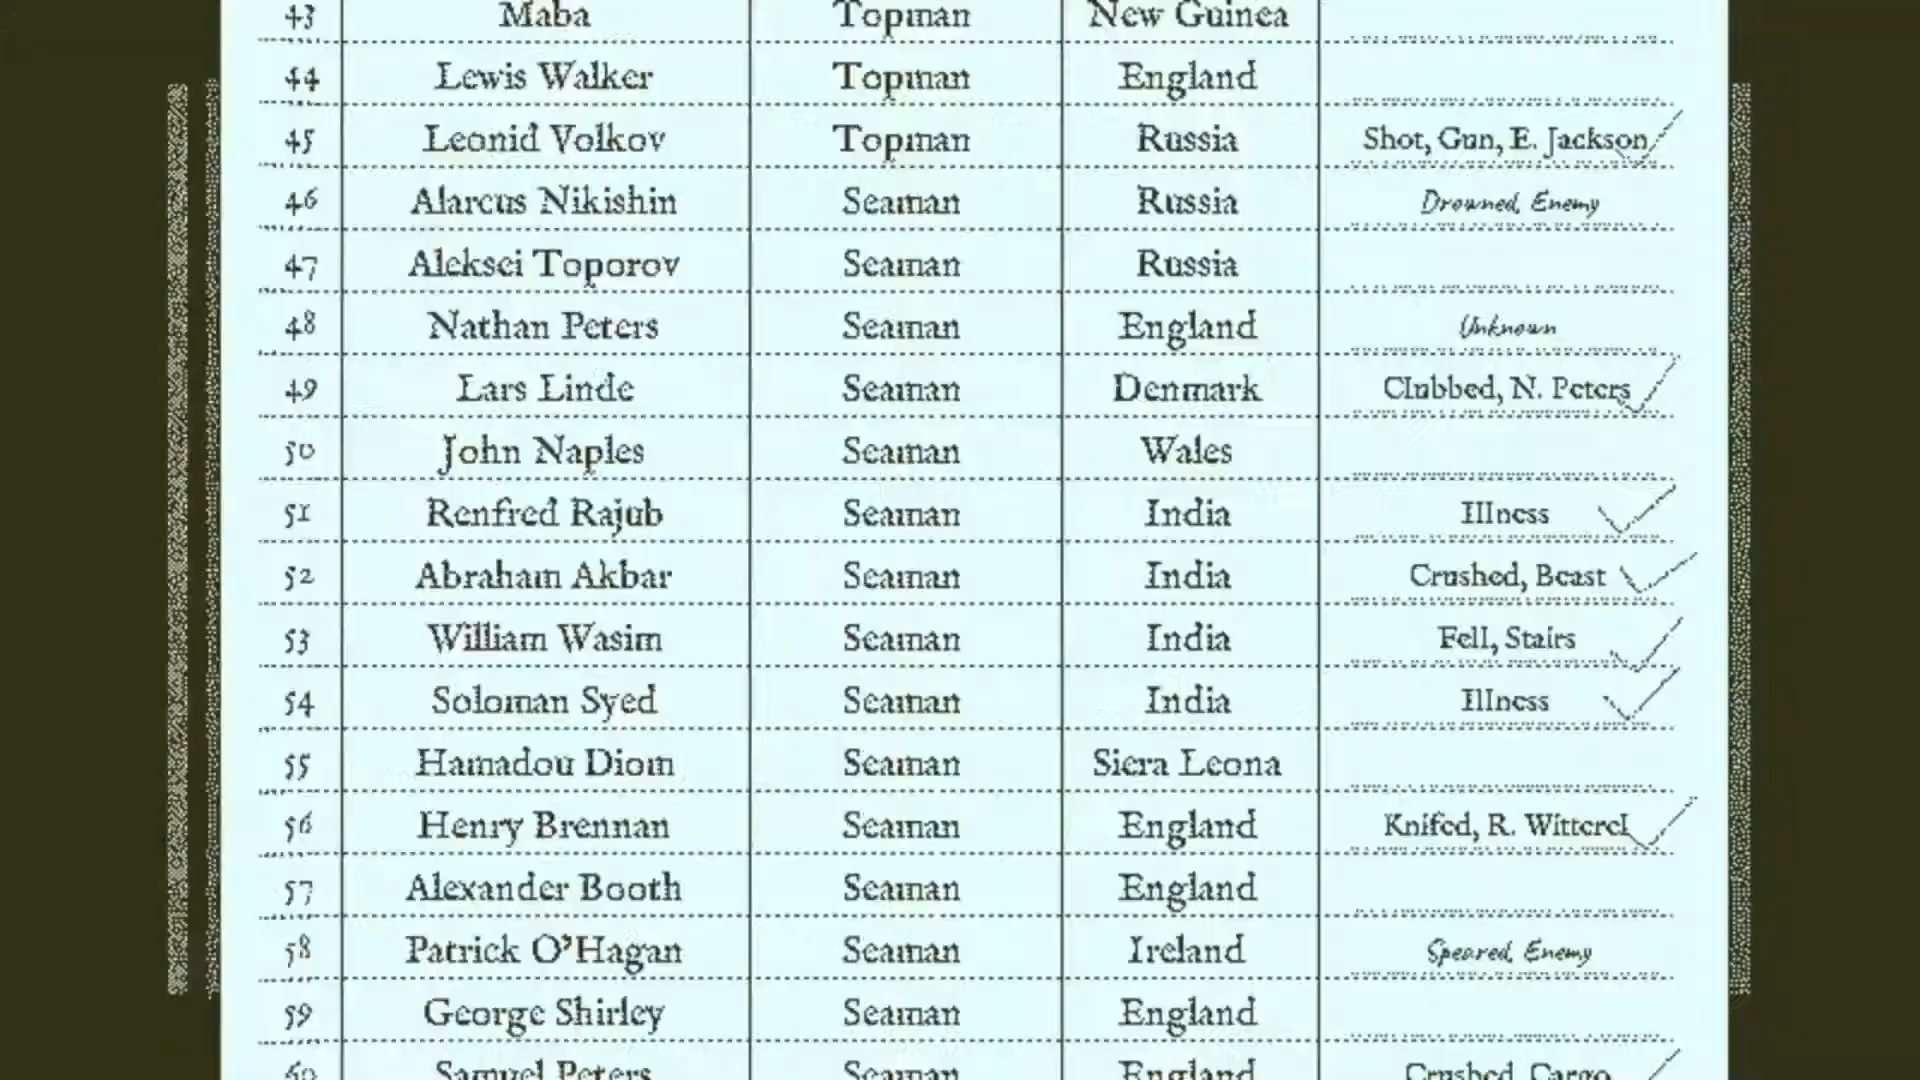 43 Maba Topman New Guinea
44 Lewis Walker Topman England
45 Leonid Volkov Topman Russia Shot, Gun, E. Jackson
46 Alarcus Nikishin Seaman Russia Drowned, Enemy
47 Aleksei Toporov Seaman Russia
48 Nathan Peters Seaman England Unknown
49 Lars Linde Seaman Denmark Clubbed, N. Peters
50 John Naples Seaman Wales
51 Renfred Rajub Seaman India Illness
52 Abraham Akbar Seaman India Crushed, Beast
53 William Wasim Seaman India Fell, Stairs
54 Soloman Syed Seaman India Illness
55 Hamadou Diom Seaman Siera Leona
56 Henry Brennan Seaman England Knifed, R. Witterel
57 Alexander Booth Seaman England
58 Patrick O'Hagan Seaman Ireland Speared, Enemy
59 George Shirley Seaman England
60 Samuel Peters Seaman England Crushed, Cargo